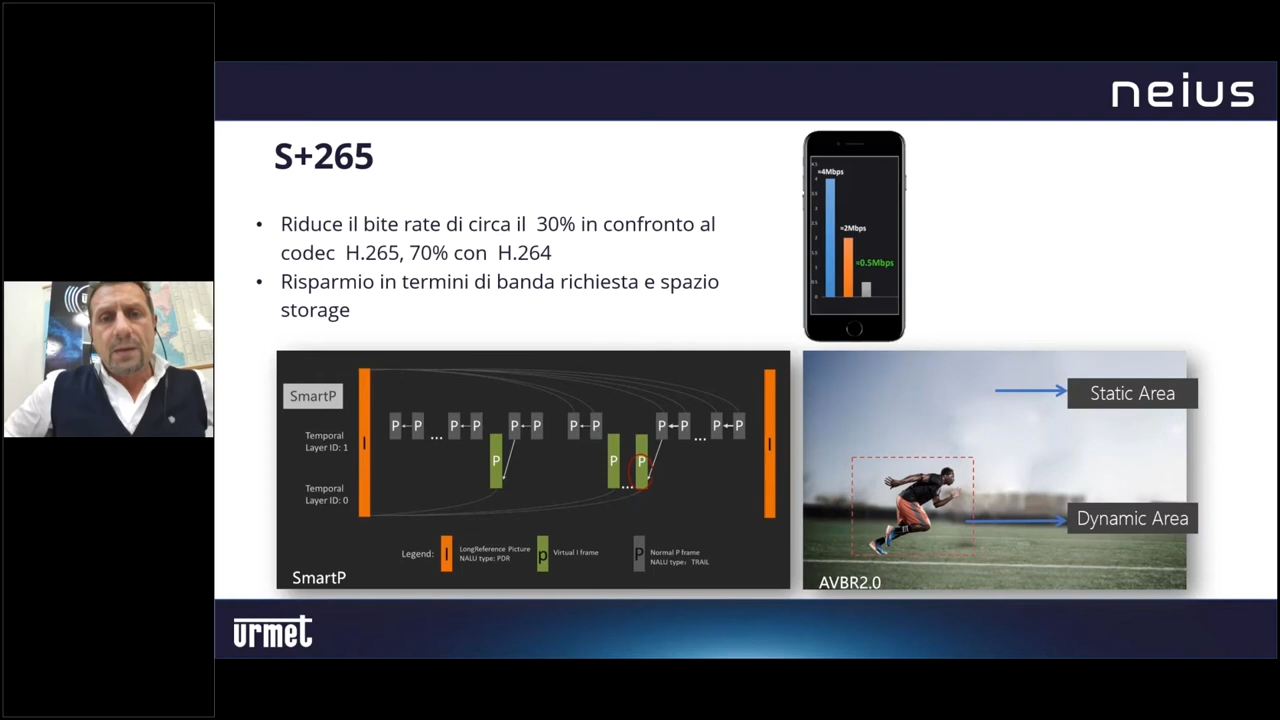 neius
S+265
• Riduce il bite rate di circa il 30% in confronto al
codec H.265, 70% con H.264
• Risparmio in termini di banda richiesta e spazio
storage
≈4Mbps
≈2Mbps
≈0.5Mbps
SmartP
Temporal
Layer ID: 1
Temporal
Layer ID: 0
I
P P ... P P P P P P P P ... P P
P P ... P
I
Legend:
I LongReference Picture
NALU type: PDR
p Virtual I frame
P Normal P frame
NALU type: TRAIL
SmartP
Static Area
Dynamic Area
AVBR2.0
urmet